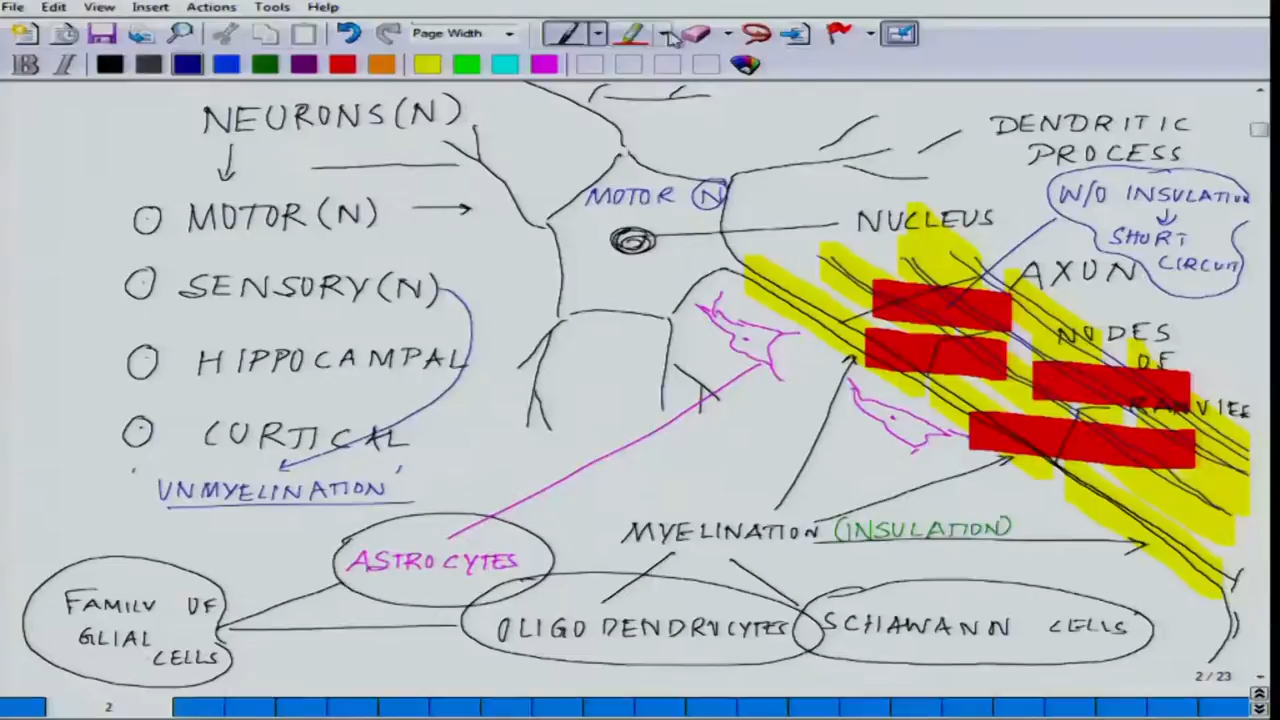 File Edit View Insert Actions Tools Help
Page Width
B I
NEURONS(N)
MOTOR (N)
SENSORY(N)
HIPPOCAMPAL
CORTICAL
'UNMYELINATION'
MOTOR N
DENDRITIC
PROCESS
NUCLEUS
W/O INSULATION
SHORT
CIRCUIT
AXON
NODES
OF
RANVIER
MYELINATION (INSULATION)
ASTROCYTES
FAMILY OF
GLIAL
CELLS
OLIGO DENDROCYTES
SCHAWANN CELLS
2 / 23
2